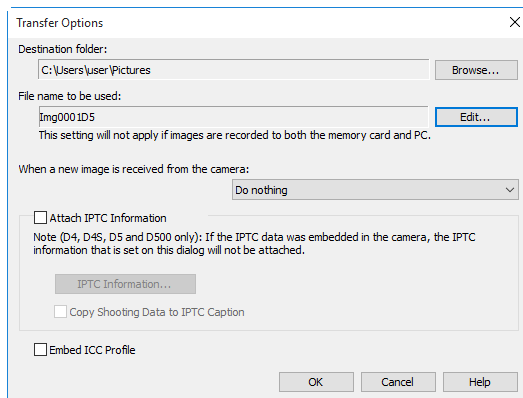 Transfer Options
Destination folder:
C:\Users\user\Pictures
Browse...
File name to be used:
Img0001D5
Edit...
This setting will not apply if images are recorded to both the memory card and PC.
When a new image is received from the camera:
Do nothing
Attach IPTC Information
Note (D4, D4S, D5 and D500 only): If the IPTC data was embedded in the camera, the IPTC
information that is set on this dialog will not be attached.
IPTC Information...
Copy Shooting Data to IPTC Caption
Embed ICC Profile
OK
Cancel
Help